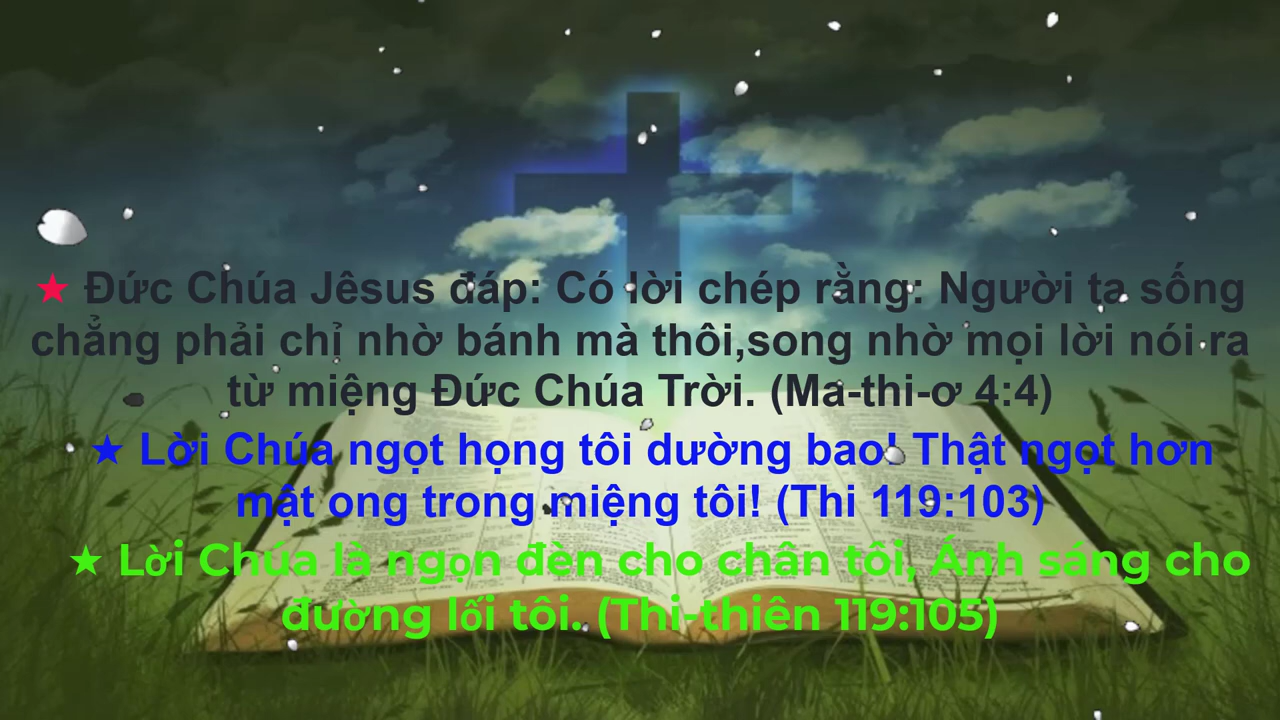 ★ Đức Chúa Jêsus đáp: Có lời chép rằng: Người ta sống
chẳng phải chỉ nhờ bánh mà thôi,song nhờ mọi lời nói ra
từ miệng Đức Chúa Trời. (Ma-thi-ơ 4:4)
★ Lời Chúa ngọt họng tôi dường bao! Thật ngọt hơn
mật ong trong miệng tôi! (Thi 119:103)
★ Lời Chúa là ngọn đèn cho chân tôi, Ánh sáng cho
đường lối tôi. (Thi-thiên 119:105)